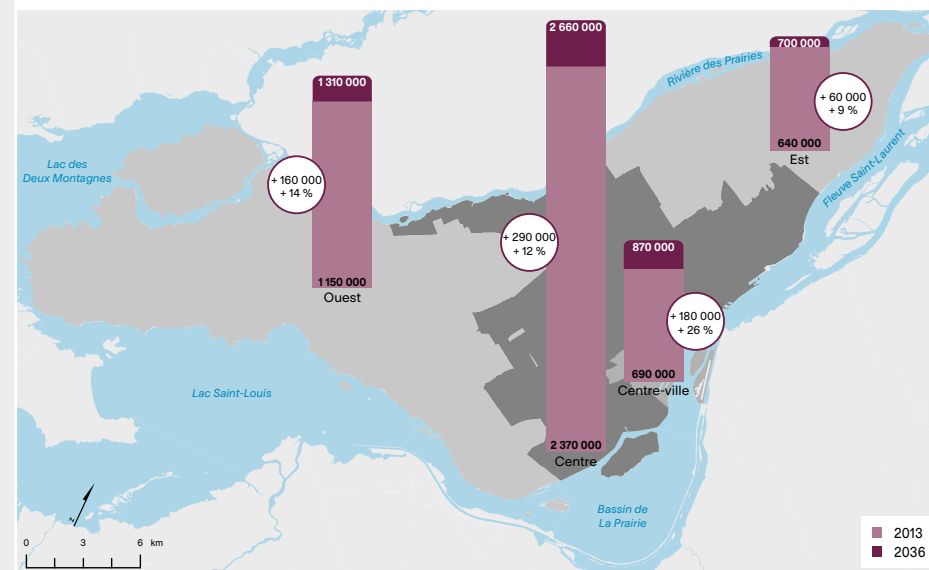 2 660 000
700 000
Rivière des Prairies
1 310 000
+ 60 000
+ 9 %
640 000
Est
Lac des
Deux Montagnes
+ 160 000
+ 14 %
Fleuve Saint-Laurent
+ 290 000
+ 12 %
870 000
1 150 000
Ouest
+ 180 000
+ 26 %
690 000
Centre-ville
Lac Saint-Louis
2 370 000
Centre
Bassin de
La Prairie
N
0 3 6 km
2013
2036